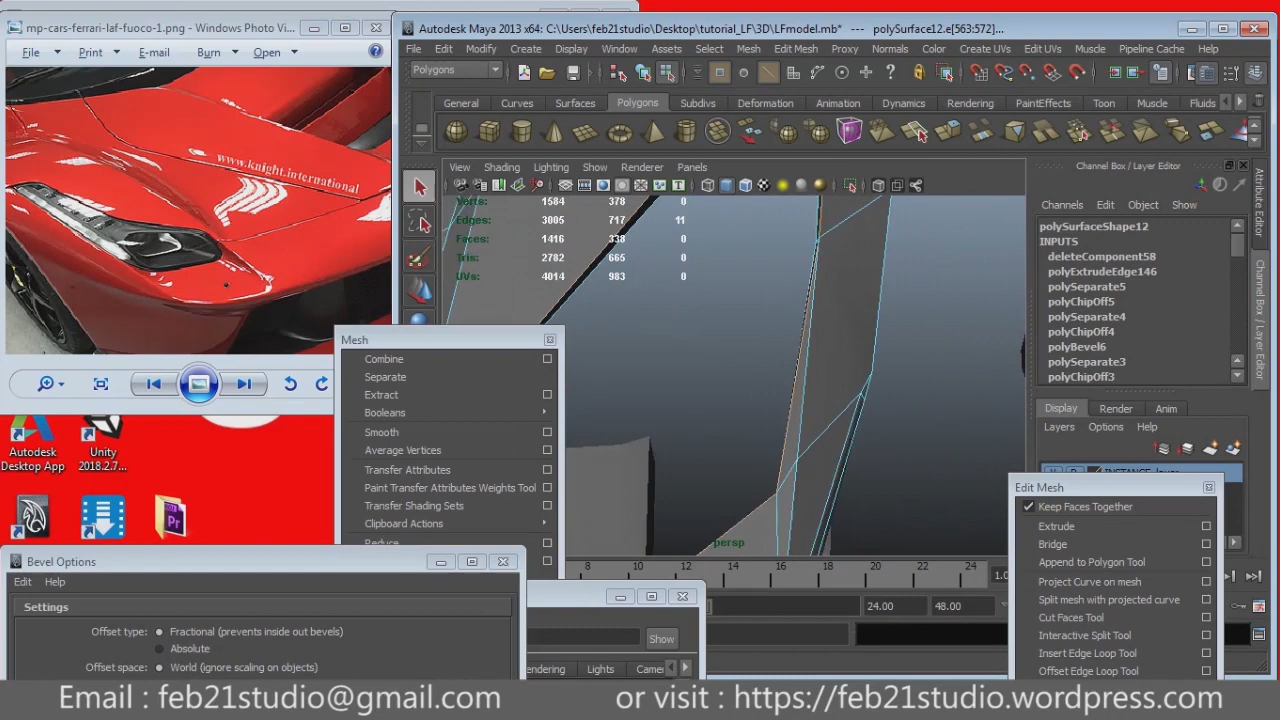 mp-cars-ferrari-laf-fuoco-1.png - Windows Photo Vi...
File Print E-mail Burn Open
www.knight.international
Autodesk Maya 2013 x64: C:\Users\feb21studio\Desktop\tutorial_LF\3D\LFmodel.mb* --- polySurface12.e[563:572]...
File Edit Modify Create Display Window Assets Select Mesh Edit Mesh Proxy Normals Color Create UVs Edit UVs Muscle Pipeline Cache Help
Polygons
General Curves Surfaces Polygons Subdivs Deformation Animation Dynamics Rendering PaintEffects Toon Muscle Fluids
View Shading Lighting Show Renderer Panels
Verts: 1584 378 0
Edges: 3005 717 11
Faces: 1416 338 0
Tris: 2782 665 0
UVs: 4014 983 0
persp
Channel Box / Layer Editor
Channels Edit Object Show
polySurfaceShape12
INPUTS
deleteComponent58
polyExtrudeEdge146
polySeparate5
polyChipOff5
polySeparate4
polyChipOff4
polyBevel6
polySeparate3
polyChipOff3
Attribute Editor
Channel Box / Layer Editor
Display Render Anim
Layers Options Help
INSTANCE_layer
Mesh
Combine
Separate
Extract
Booleans
Smooth
Average Vertices
Transfer Attributes
Paint Transfer Attributes Weights Tool
Transfer Shading Sets
Clipboard Actions
Reduce
Edit Mesh
Keep Faces Together
Extrude
Bridge
Append to Polygon Tool
Project Curve on mesh
Split mesh with projected curve
Cut Faces Tool
Interactive Split Tool
Insert Edge Loop Tool
Offset Edge Loop Tool
8 10 12 14 16 18 20 22 24
24.00 48.00
Autodesk Desktop App
Unity 2018.2.7...
Bevel Options
Edit Help
Settings
Offset type: Fractional (prevents inside out bevels)
Absolute
Offset space: World (ignore scaling on objects)
Show
Lights
Email : feb21studio@gmail.com or visit : https://feb21studio.wordpress.com